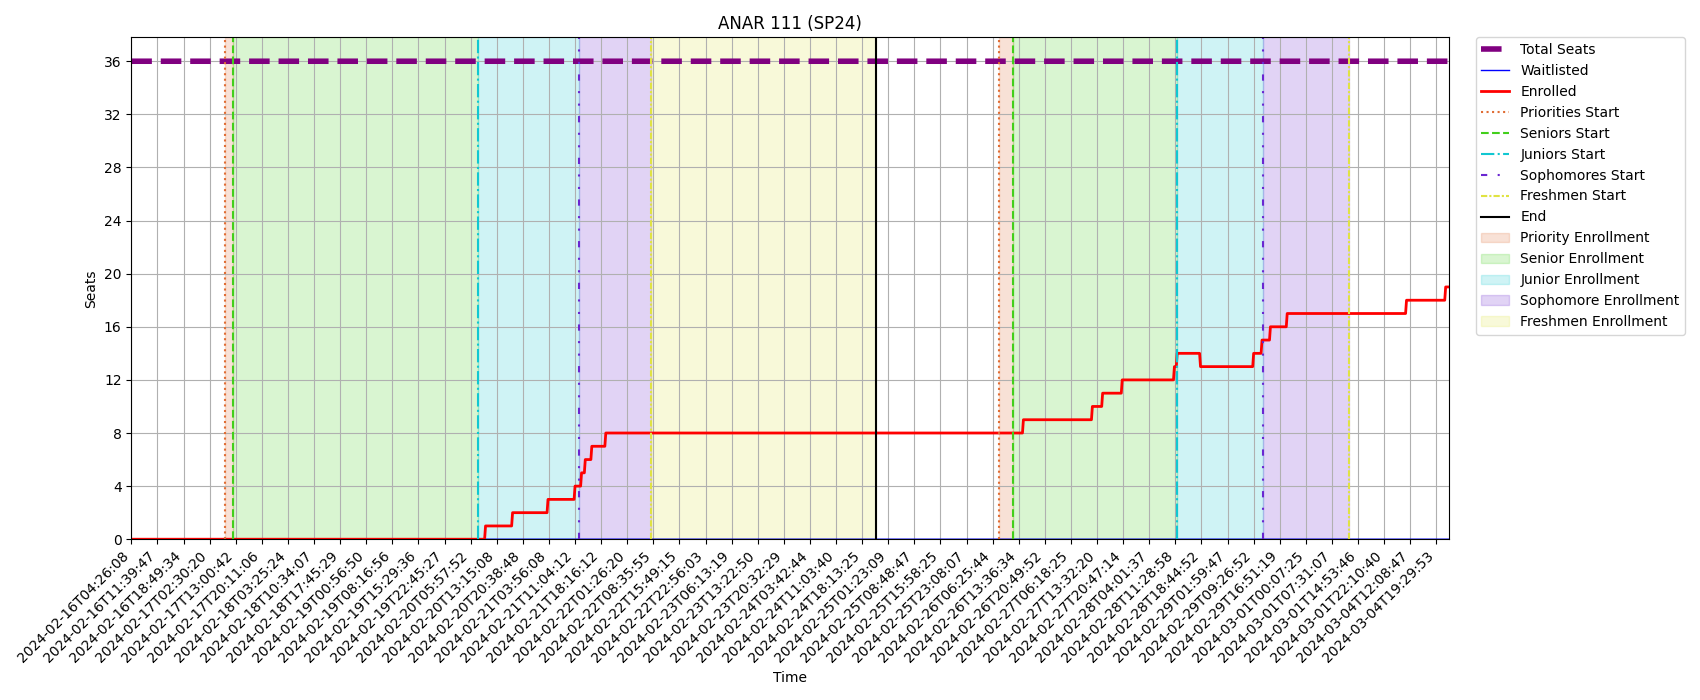 ANAR 111 (SP24)
Seats
36
32
28
24
20
16
12
8
4
0
2024-02-16T04:26:08
2024-02-16T11:39:47
2024-02-16T18:49:34
2024-02-17T02:30:20
2024-02-17T13:00:42
2024-02-17T20:11:06
2024-02-18T03:25:24
2024-02-18T10:34:07
2024-02-18T17:45:29
2024-02-19T00:56:50
2024-02-19T08:16:56
2024-02-19T15:29:36
2024-02-19T22:45:27
2024-02-20T05:57:52
2024-02-20T13:15:08
2024-02-20T20:38:48
2024-02-21T03:56:08
2024-02-21T11:04:12
2024-02-21T18:16:12
2024-02-22T01:26:20
2024-02-22T08:35:55
2024-02-22T15:49:15
2024-02-22T22:56:03
2024-02-23T06:13:19
2024-02-23T13:22:50
2024-02-23T20:32:29
2024-02-24T03:42:44
2024-02-24T11:03:40
2024-02-24T18:13:25
2024-02-25T01:23:09
2024-02-25T08:48:47
2024-02-25T15:58:25
2024-02-25T23:08:07
2024-02-26T06:25:44
2024-02-26T13:36:34
2024-02-26T20:49:52
2024-02-27T06:18:25
2024-02-27T13:32:20
2024-02-27T20:47:14
2024-02-28T04:01:37
2024-02-28T11:28:58
2024-02-28T18:44:52
2024-02-29T01:59:47
2024-02-29T09:26:52
2024-02-29T16:51:19
2024-03-01T00:07:25
2024-03-01T07:31:07
2024-03-01T14:53:46
2024-03-01T22:10:40
2024-03-04T12:08:47
2024-03-04T19:29:53
Time
Total Seats
Waitlisted
Enrolled
Priorities Start
Seniors Start
Juniors Start
Sophomores Start
Freshmen Start
End
Priority Enrollment
Senior Enrollment
Junior Enrollment
Sophomore Enrollment
Freshmen Enrollment